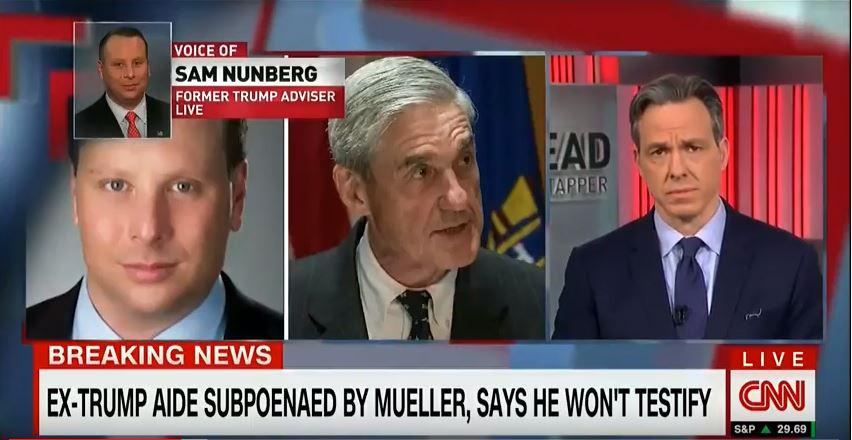 VOICE OF
SAM NUNBERG
FORMER TRUMP ADVISER
LIVE
EAD
TAPPER
BREAKING NEWS
LIVE
EX-TRUMP AIDE SUBPOENAED BY MUELLER, SAYS HE WON'T TESTIFY
CNN
S&P ▲ 29.69